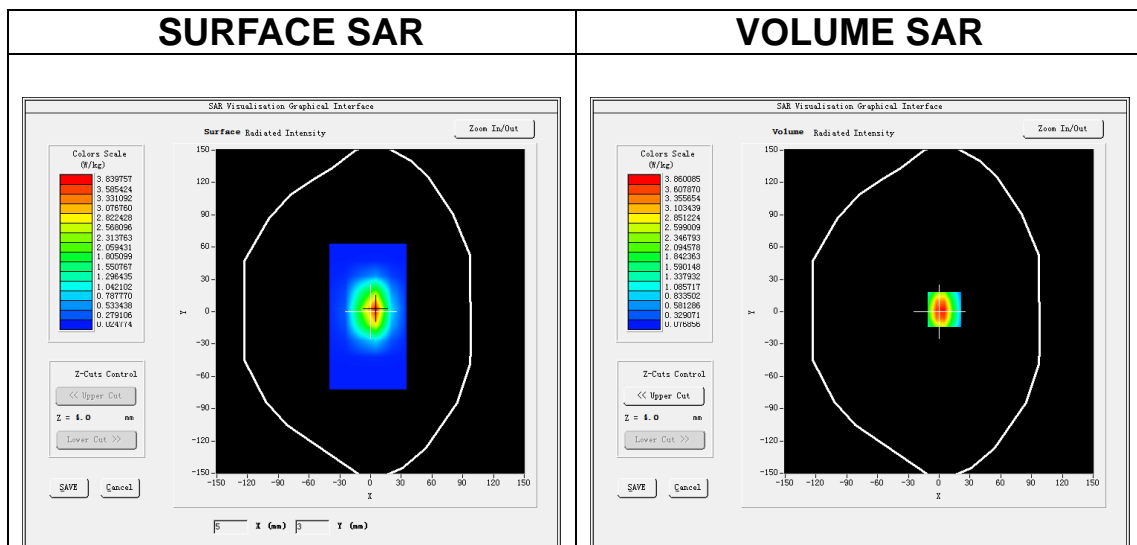 SURFACE SAR
VOLUME SAR
SAR Visualisation Graphical Interface
Surface Radiated Intensity
Zoom In/Out
Colors Scale
(W/kg)
3.839757
3.585424
3.331092
3.076760
2.822428
2.568096
2.313763
2.059431
1.805099
1.550767
1.296435
1.042102
0.787770
0.533438
0.279106
0.024774
150
120
90
60
30
0
-30
-60
-90
-120
-150
Y
-150 -120 -90 -60 -30 0 30 60 90 120 150
X
Z-Cuts Control
<< Upper Cut
Z = 4.0 mm
Lower Cut >>
SAVE
Cancel
5 X (mm) 3 Y (mm)
SAR Visualisation Graphical Interface
Volume Radiated Intensity
Zoom In/Out
Colors Scale
(W/kg)
3.860085
3.607870
3.355654
3.103439
2.851224
2.599009
2.346793
2.094578
1.842363
1.590148
1.337932
1.085717
0.833502
0.581286
0.329071
0.076856
150
120
90
60
30
0
-30
-60
-90
-120
-150
Y
-150 -120 -90 -60 -30 0 30 60 90 120 150
X
Z-Cuts Control
<< Upper Cut
Z = 4.0 mm
Lower Cut >>
SAVE
Cancel